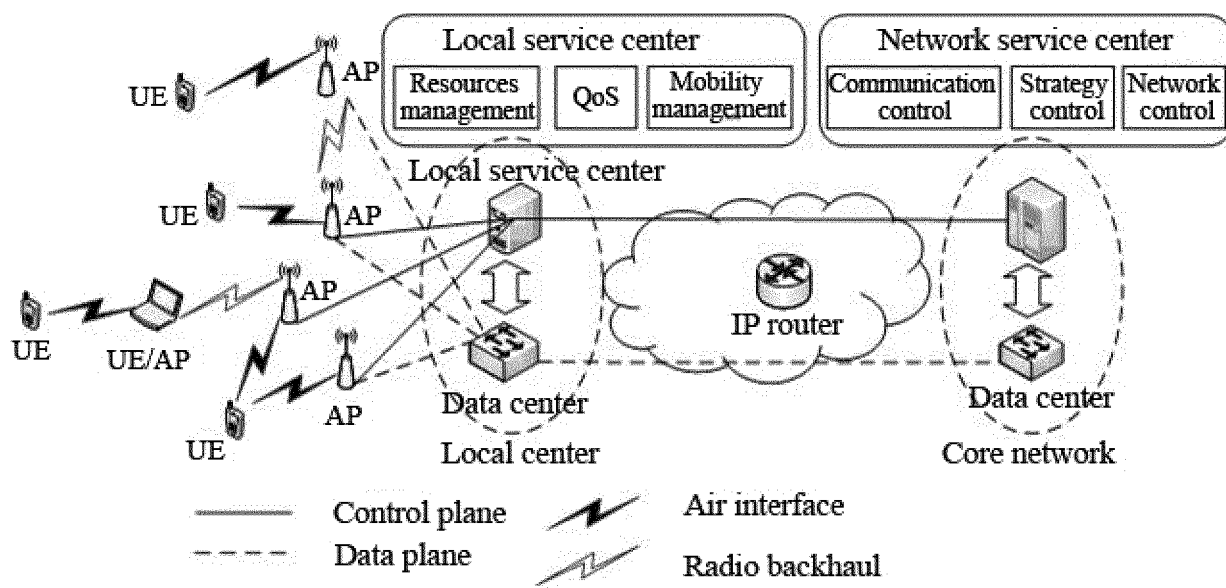 Local service center
Network service center
Resources
management
QoS
Mobility
management
Communication
control
Strategy
control
Network
control
AP
UE
Local service center
AP
UE
AP
IP router
UE
UE/AP
AP
UE
Data center
Data center
Local center
Core network
Control plane
Air interface
Data plane
Radio backhaul